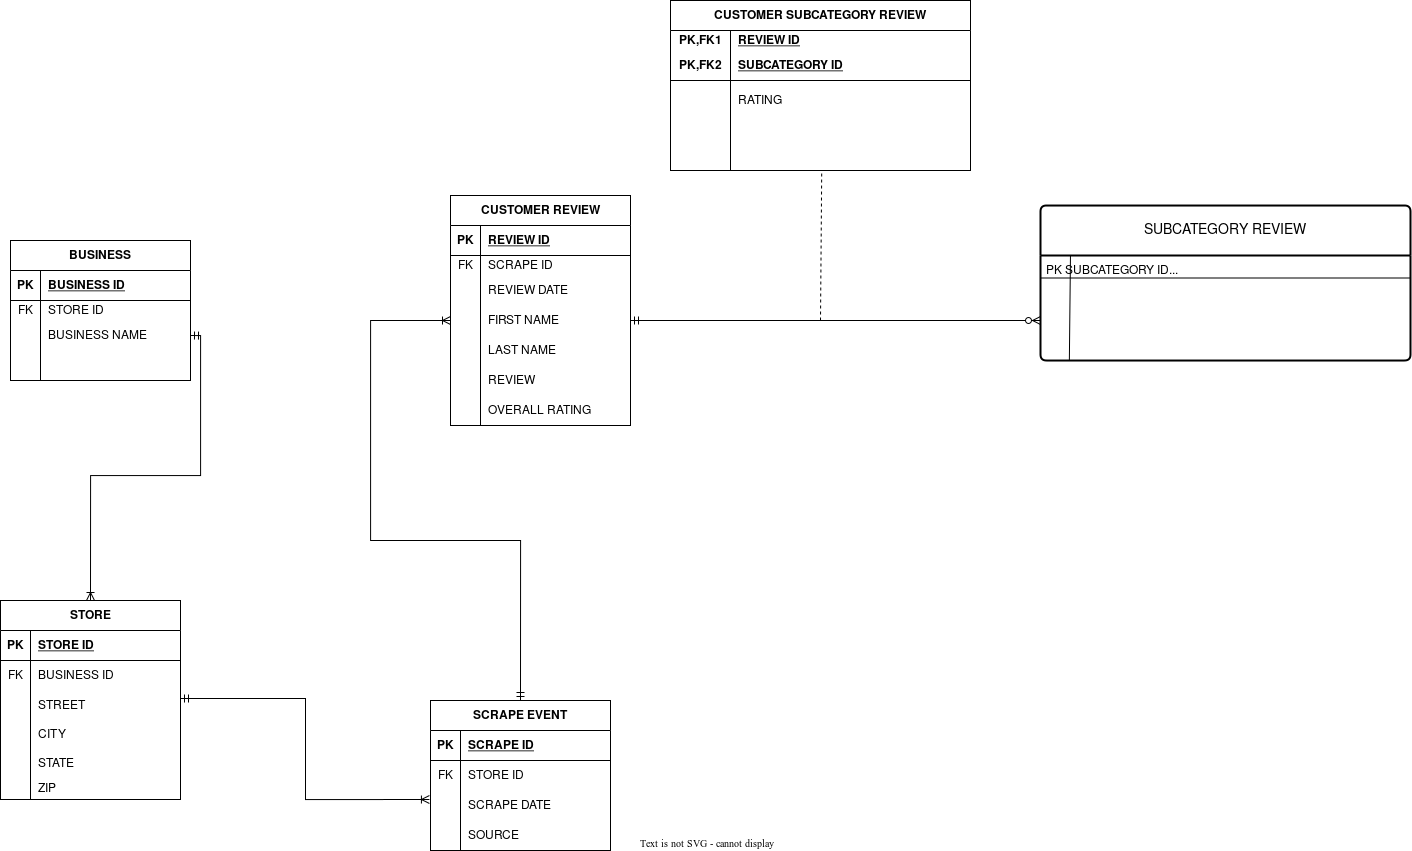 CUSTOMER SUBCATEGORY REVIEW
PK,FK1 REVIEW ID
PK,FK2 SUBCATEGORY ID
RATING
CUSTOMER REVIEW
PK REVIEW ID
FK SCRAPE ID
REVIEW DATE
FIRST NAME
LAST NAME
REVIEW
OVERALL RATING
SUBCATEGORY REVIEW
PK SUBCATEGORY ID...
BUSINESS
PK BUSINESS ID
FK STORE ID
BUSINESS NAME
STORE
PK STORE ID
FK BUSINESS ID
STREET
CITY
STATE
ZIP
SCRAPE EVENT
PK SCRAPE ID
FK STORE ID
SCRAPE DATE
SOURCE
Text is not SVG - cannot display